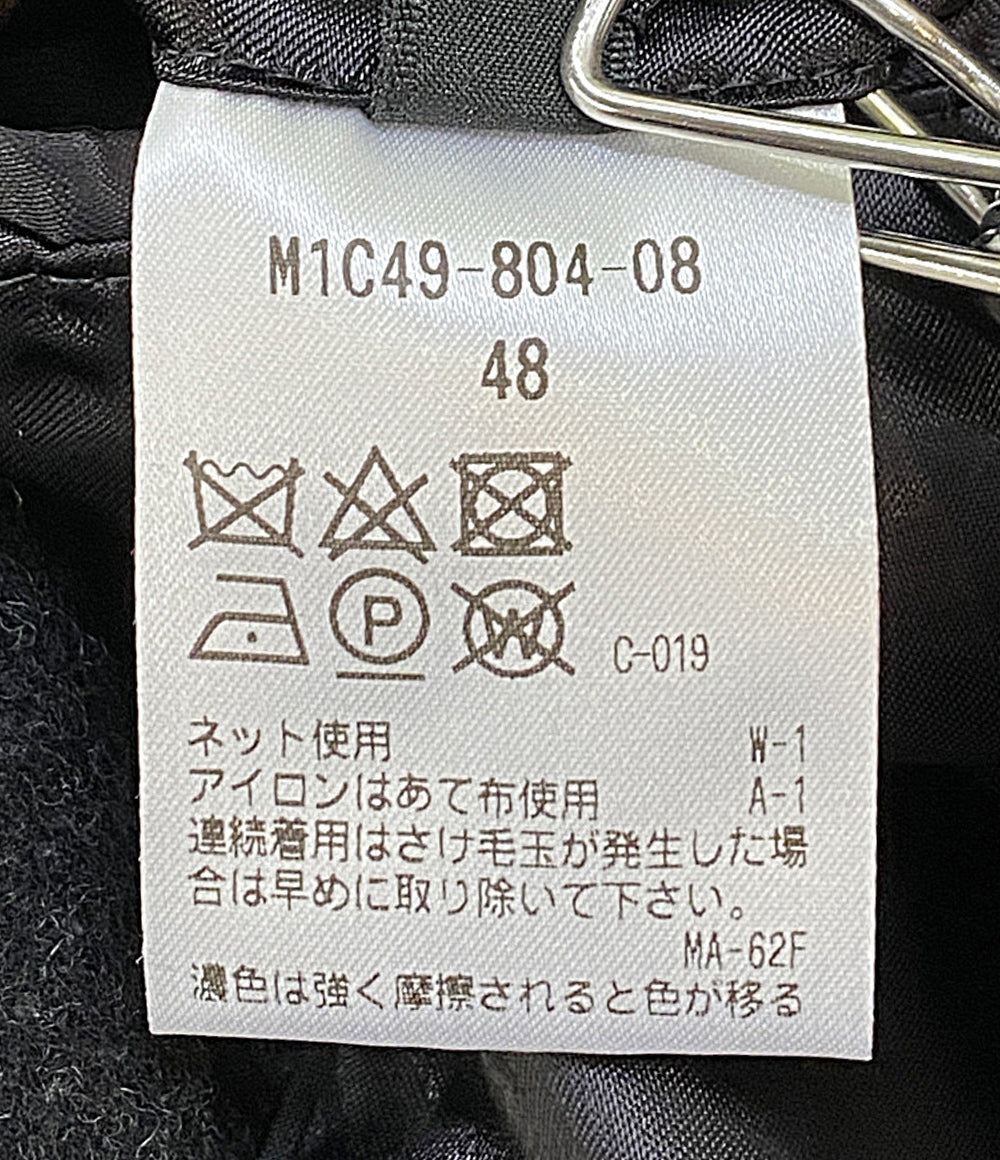 M1C49-804-08
48
P W C-019
ネット使用 W-1
アイロンはあて布使用 A-1
連続着用はさけ毛玉が発生した場
合は早めに取り除いて下さい。
MA-62F
濃色は強く摩擦されると色が移る